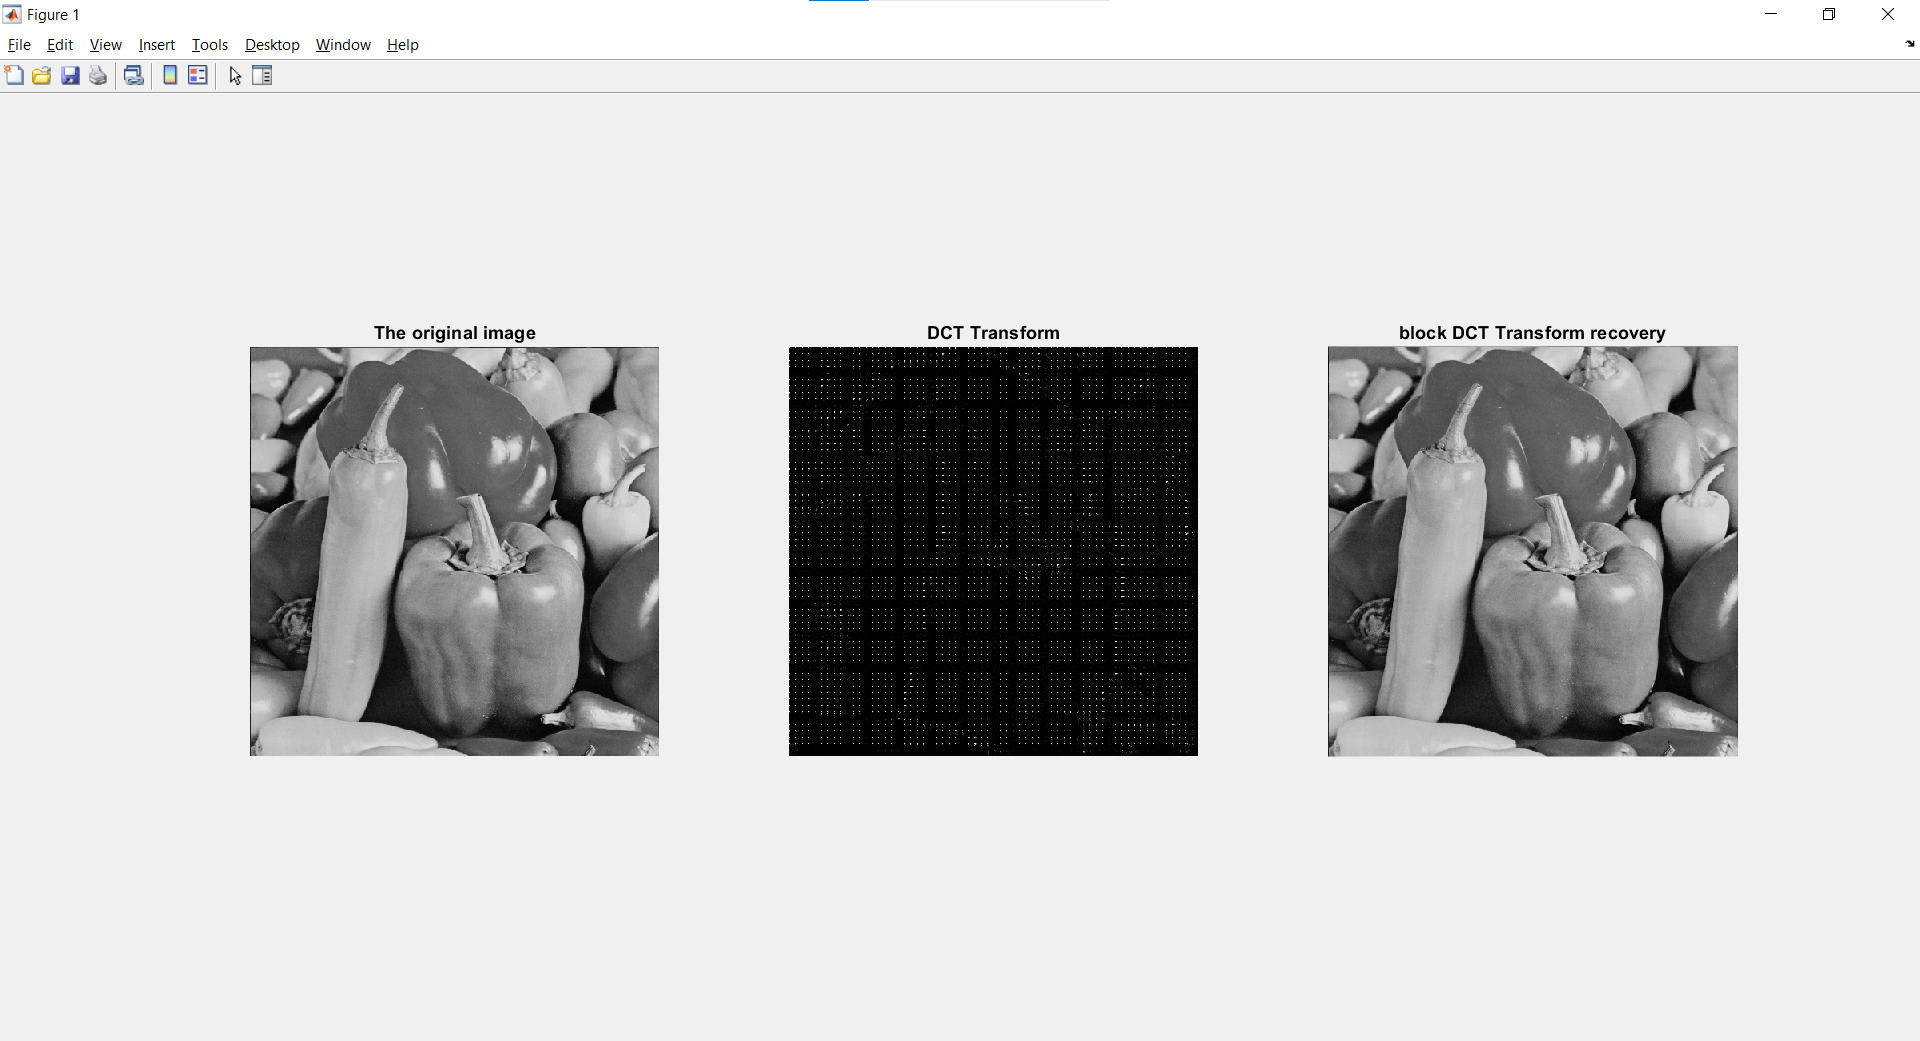 Figure 1
File Edit View Insert Tools Desktop Window Help
The original image
DCT Transform
block DCT Transform recovery